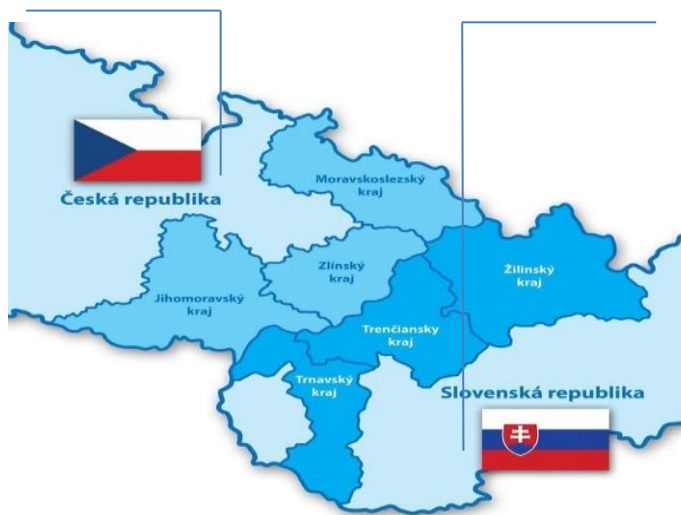 Moravskoslezský
kraj
Česká republika
Zlínský
kraj
Žilinský
kraj
Jihomoravský
kraj
Trenčiansky
kraj
Trnavský
kraj
Slovenská republika